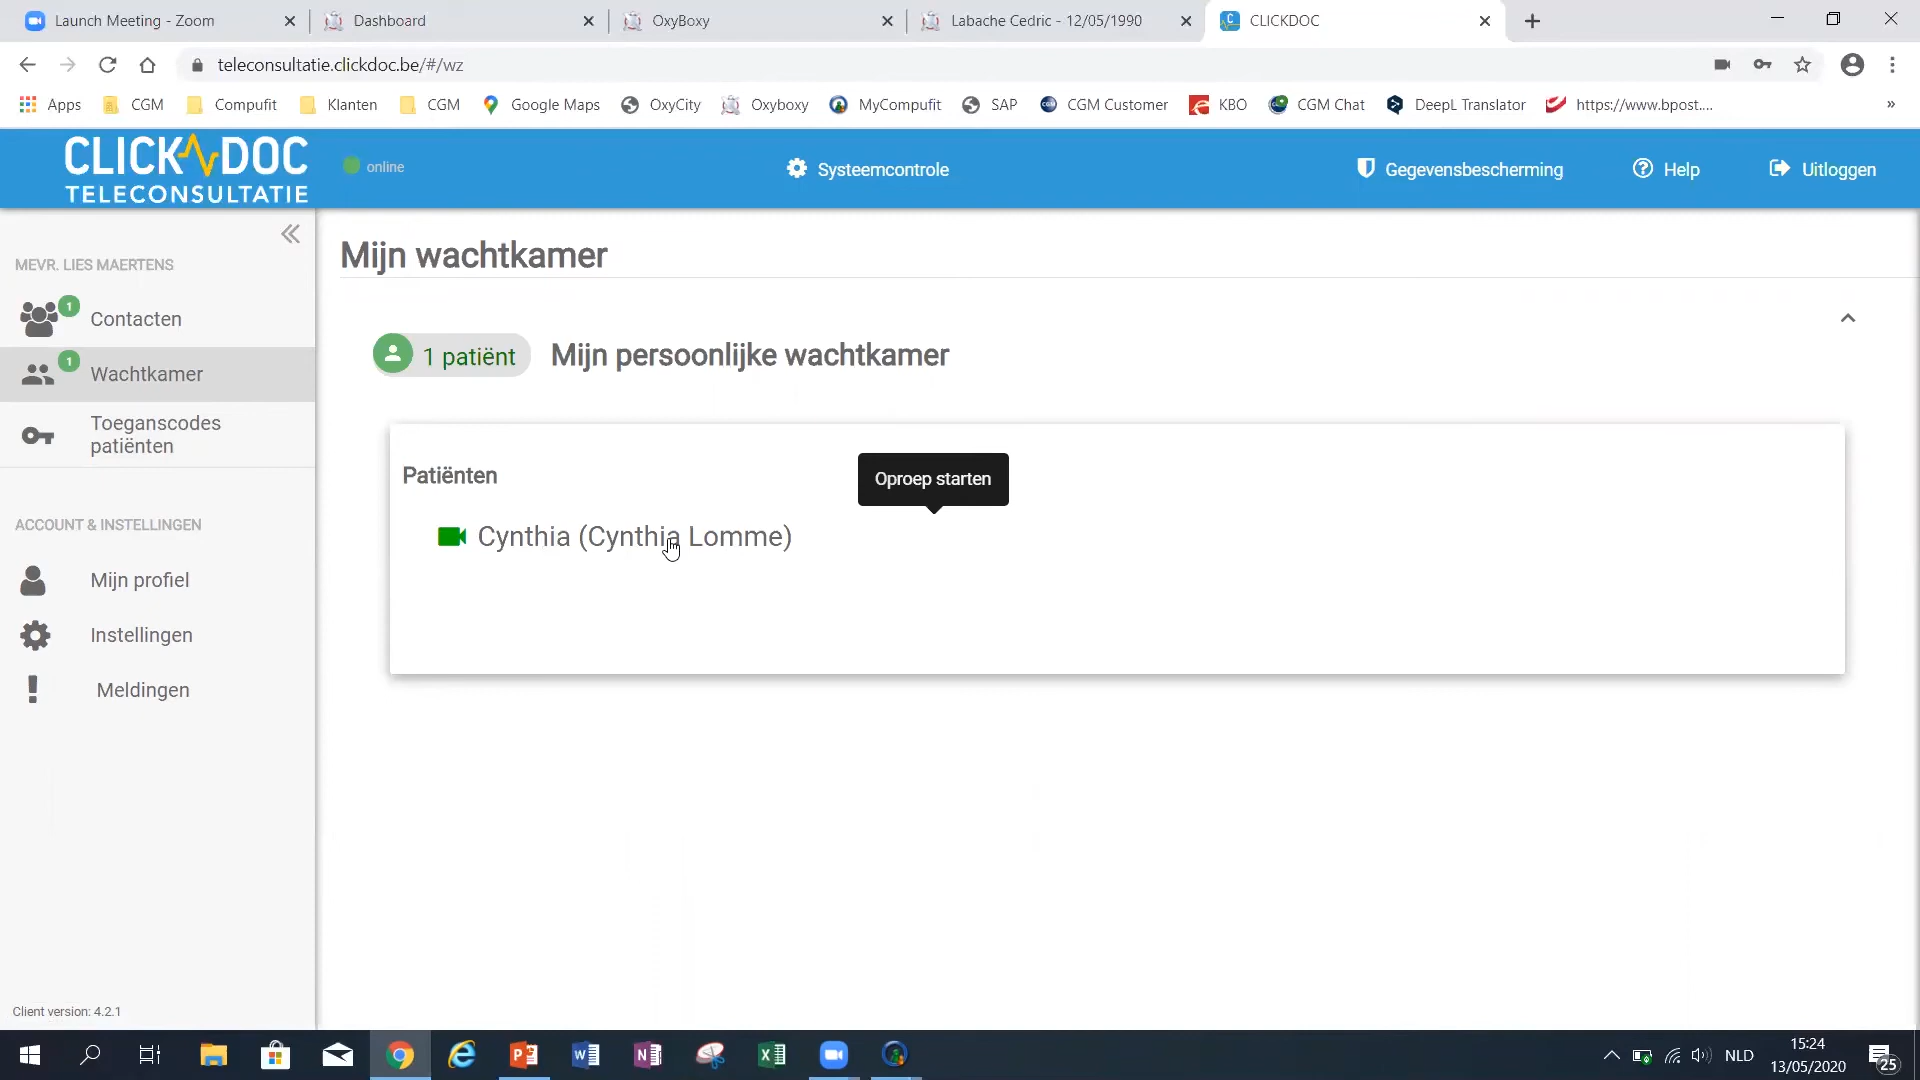 Launch Meeting - Zoom
Dashboard
OxyBoxy
Labache Cedric - 12/05/1990
CLICKDOC
teleconsultatie.clickdoc.be/#/wz
Apps
CGM
Compufit
Klanten
CGM
Google Maps
OxyCity
Oxyboxy
MyCompufit
SAP
CGM Customer
KBO
CGM Chat
DeepL Translator
https://www.bpost....
»
CLICK DOC
TELECONSULTATIE
online
Systeemcontrole
Gegevensbescherming
Help
Uitloggen
MEVR. LIES MAERTENS
1
Contacten
1
Wachtkamer
Toeganscodes
patiënten
ACCOUNT & INSTELLINGEN
Mijn profiel
Instellingen
Meldingen
Client version: 4.2.1
Mijn wachtkamer
1 patiënt
Mijn persoonlijke wachtkamer
Patiënten
Oproep starten
Cynthia (Cynthia Lomme)
NLD
15:24
13/05/2020
25